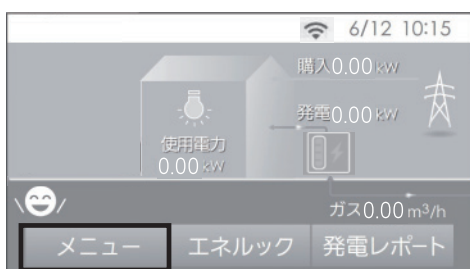 6/12 10:15
購入0.00 kW
発電0.00 kW
使用電力
0.00 kW
ガス0.00 m³/h
メニュー エネルック 発電レポート